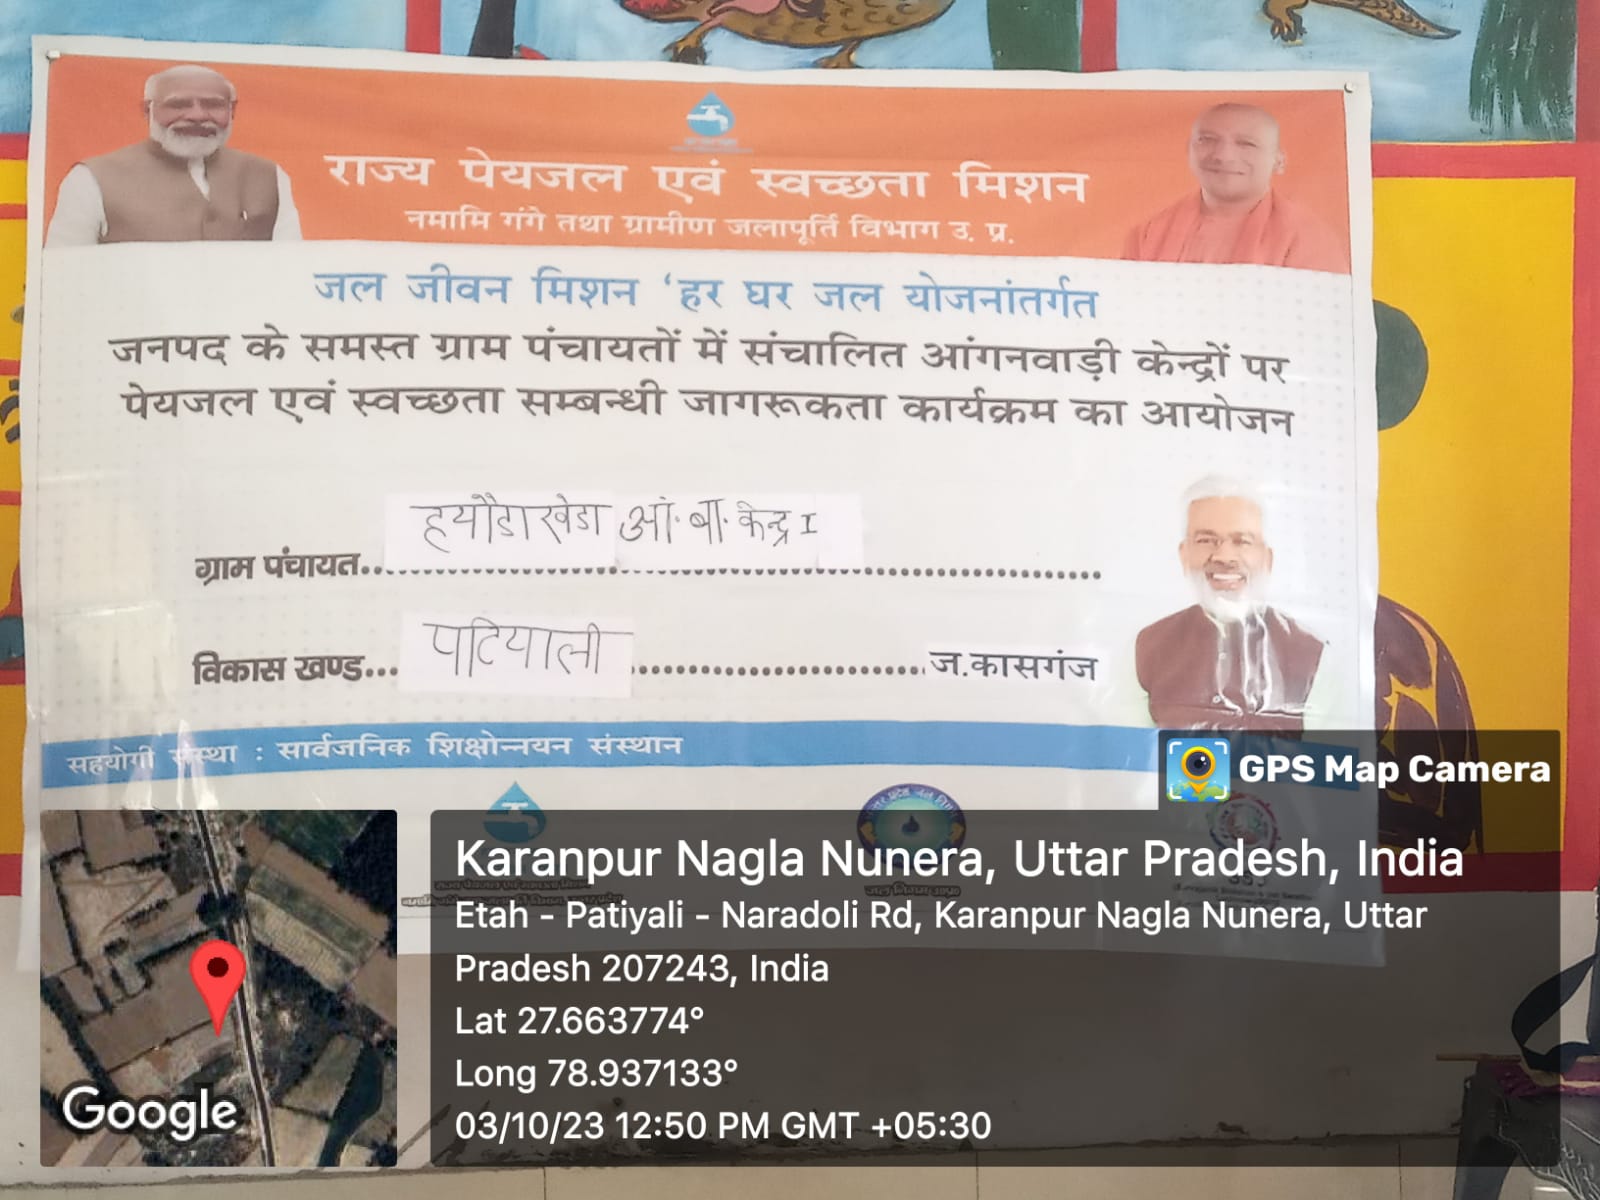 राज्य पेयजल एवं स्वच्छता मिशन
नमामि गंगे तथा ग्रामीण जलापूर्ति विभाग उ. प्र.
जल जीवन मिशन ‘हर घर जल योजनांतर्गत
जनपद के समस्त ग्राम पंचायतों में संचालित आंगनवाड़ी केन्द्रों पर
पेयजल एवं स्वच्छता सम्बन्धी जागरूकता कार्यक्रम का आयोजन
ग्राम पंचायत.. हयौडाखेडा आं. बा. केन्द्र I
विकास खण्ड... पटियाली ज.कासगंज
सहयोगी संस्था : सार्वजनिक शिक्षोन्नयन संस्थान
GPS Map Camera
Karanpur Nagla Nunera, Uttar Pradesh, India
Etah - Patiyali - Naradoli Rd, Karanpur Nagla Nunera, Uttar
Pradesh 207243, India
Lat 27.663774°
Long 78.937133°
03/10/23 12:50 PM GMT +05:30
Google